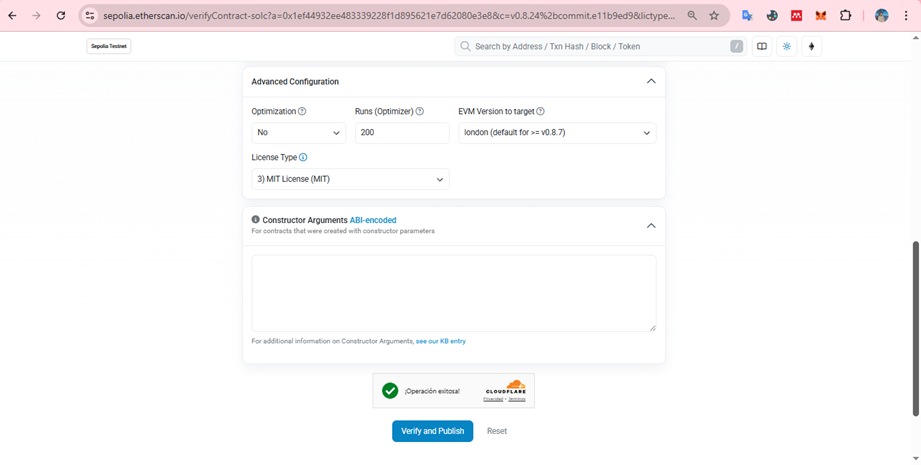 sepolia.etherscan.io/verifyContract-solc?a=0x1ef44932ee483339228f1d895621e7d62080e3e8&c=v0.8.24%2bcommit.e11b9ed9&lictype...
Sepolia Testnet
Search by Address / Txn Hash / Block / Token
/
Advanced Configuration
Optimization Runs (Optimizer) EVM Version to target
No 200 london (default for >= v0.8.7)
License Type
3) MIT License (MIT)
Constructor Arguments ABI-encoded
For contracts that were created with constructor parameters
For additional information on Constructor Arguments, see our KB entry
¡Operación exitosa!
CLOUDFLARE
Privacidad • Términos
Verify and Publish Reset